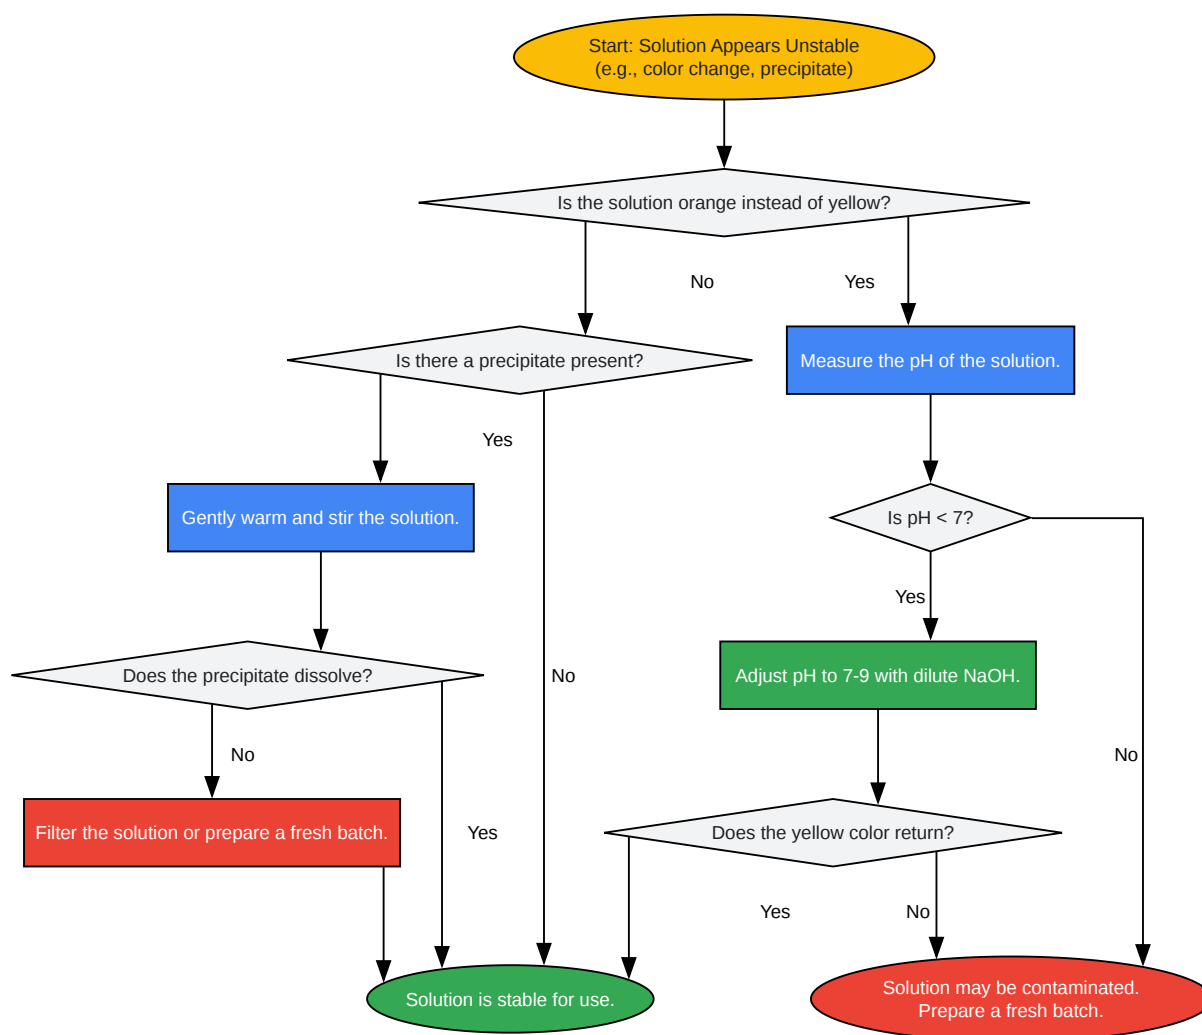 Start: Solution Appears Unstable
(e.g., color change, precipitate)
Is the solution orange instead of yellow?
No
Yes
Is there a precipitate present?
Measure the pH of the solution.
Yes
Gently warm and stir the solution.
Is pH < 7?
Yes
Does the precipitate dissolve?
No
Adjust pH to 7-9 with dilute NaOH.
No
No
Filter the solution or prepare a fresh batch.
Yes
Does the yellow color return?
Yes
No
Solution is stable for use.
Solution may be contaminated.
Prepare a fresh batch.